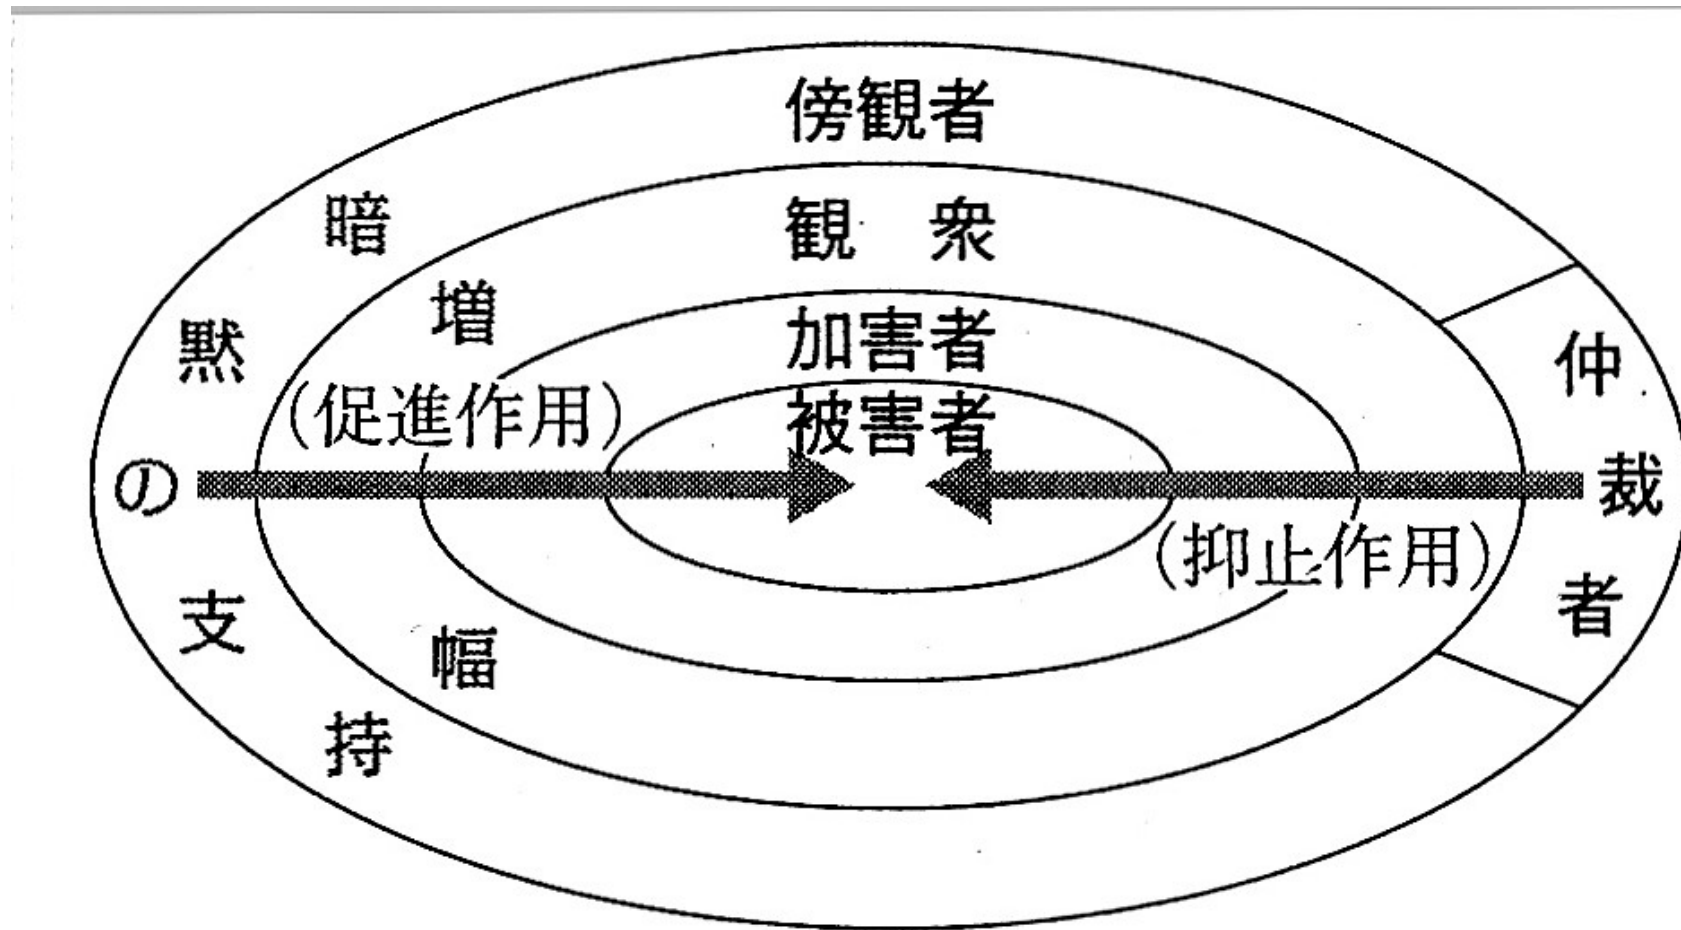 傍観者
観 衆
加害者
被害者
暗黙の支持
増幅
(促進作用)
(抑止作用)
仲裁者